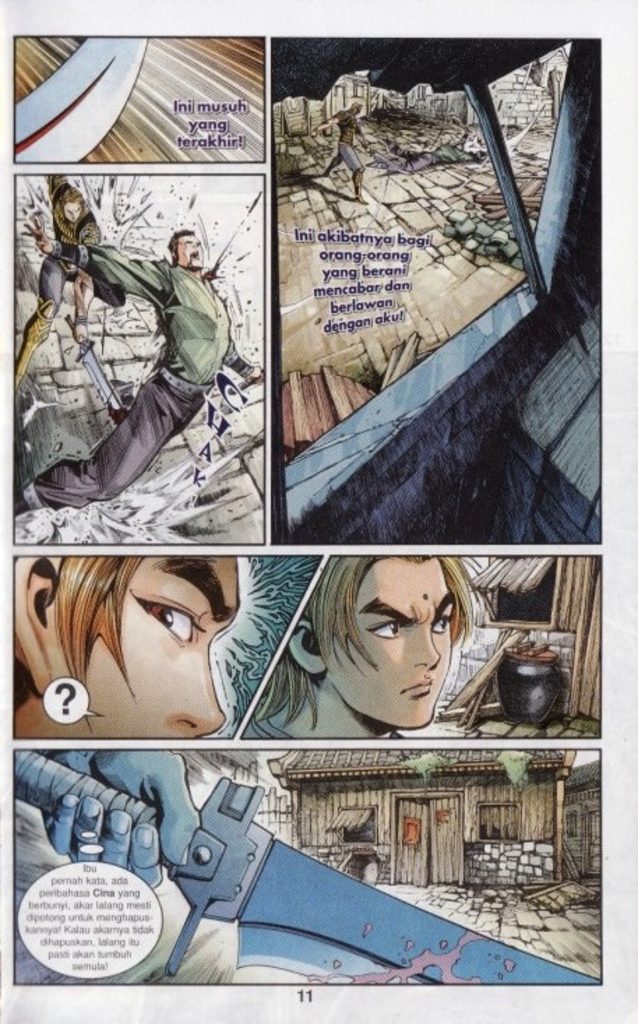 Ini musuh
yang
terakhir!
Ini akibatnya bagi
orang-orang
yang berani
mencabar dan
berlawan
dengan aku!
CHAK
?
Ibu
pernah kata, ada
peribahasa Cina yang
berbunyi, akar lalang mesti
dipotong untuk menghapus-
kannya! Kalau akarnya tidak
dihapuskan, lalang itu
pasti akan tumbuh
semula!
11